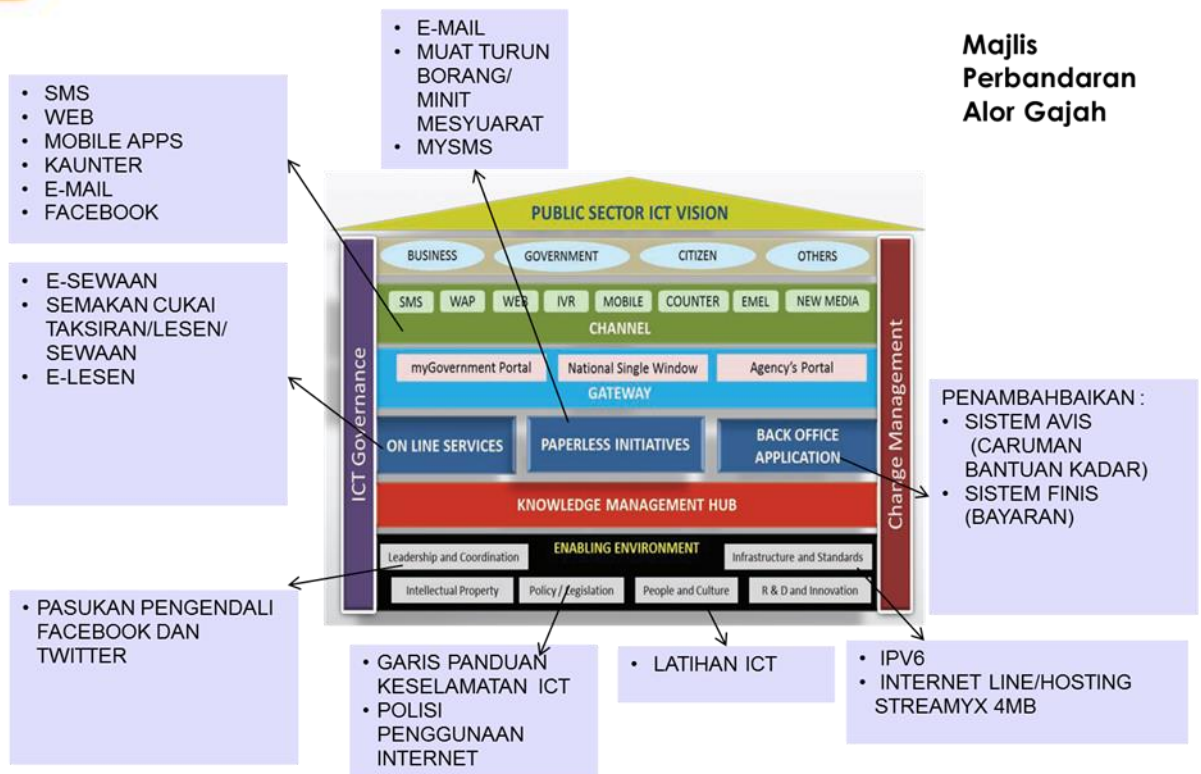 Majlis
Perbandaran
Alor Gajah
• E-MAIL
• MUAT TURUN
BORANG/
MINIT
MESYUARAT
• MYSMS
• SMS
• WEB
• MOBILE APPS
• KAUNTER
• E-MAIL
• FACEBOOK
• E-SEWAAN
• SEMAKAN CUKAI
TAKSIRAN/LESEN/
SEWAAN
• E-LESEN
PUBLIC SECTOR ICT VISION
BUSINESS GOVERNMENT CITIZEN OTHERS
SMS WAP WEB IVR MOBILE COUNTER EMEL NEW MEDIA
CHANNEL
myGovernment Portal National Single Window Agency's Portal
GATEWAY
ON LINE SERVICES PAPERLESS INITIATIVES BACK OFFICE
APPLICATION
KNOWLEDGE MANAGEMENT HUB
ENABLING ENVIRONMENT
Leadership and Coordination Infrastructure and Standards
Intellectual Property Policy / Legislation People and Culture R & D and Innovation
ICT Governance
Change Management
PENAMBAHBAIKAN :
• SISTEM AVIS
(CARUMAN
BANTUAN KADAR)
• SISTEM FINIS
(BAYARAN)
• PASUKAN PENGENDALI
FACEBOOK DAN
TWITTER
• GARIS PANDUAN
KESELAMATAN ICT
• POLISI
PENGGUNAAN
INTERNET
• LATIHAN ICT
• IPV6
• INTERNET LINE/HOSTING
STREAMYX 4MB